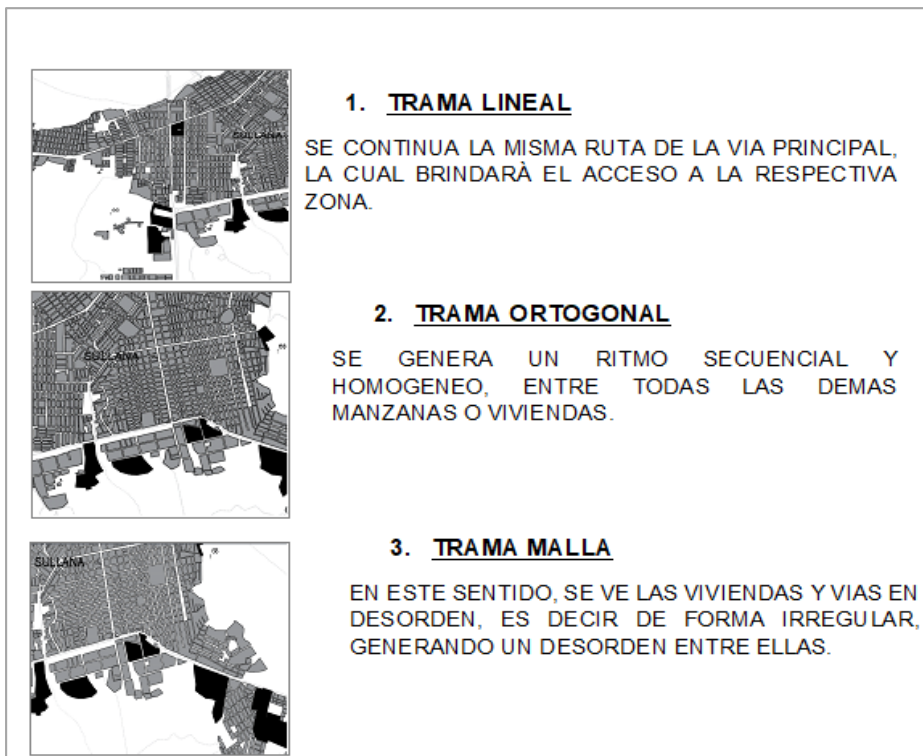 1. TRAMA LINEAL
SE CONTINUA LA MISMA RUTA DE LA VIA PRINCIPAL,
LA CUAL BRINDARÀ EL ACCESO A LA RESPECTIVA
ZONA.
SULLANA
2. TRAMA ORTOGONAL
SE GENERA UN RITMO SECUENCIAL Y
HOMOGENEO, ENTRE TODAS LAS DEMAS
MANZANAS O VIVIENDAS.
SULLANA
3. TRAMA MALLA
EN ESTE SENTIDO, SE VE LAS VIVIENDAS Y VIAS EN
DESORDEN, ES DECIR DE FORMA IRREGULAR,
GENERANDO UN DESORDEN ENTRE ELLAS.
SULLANA